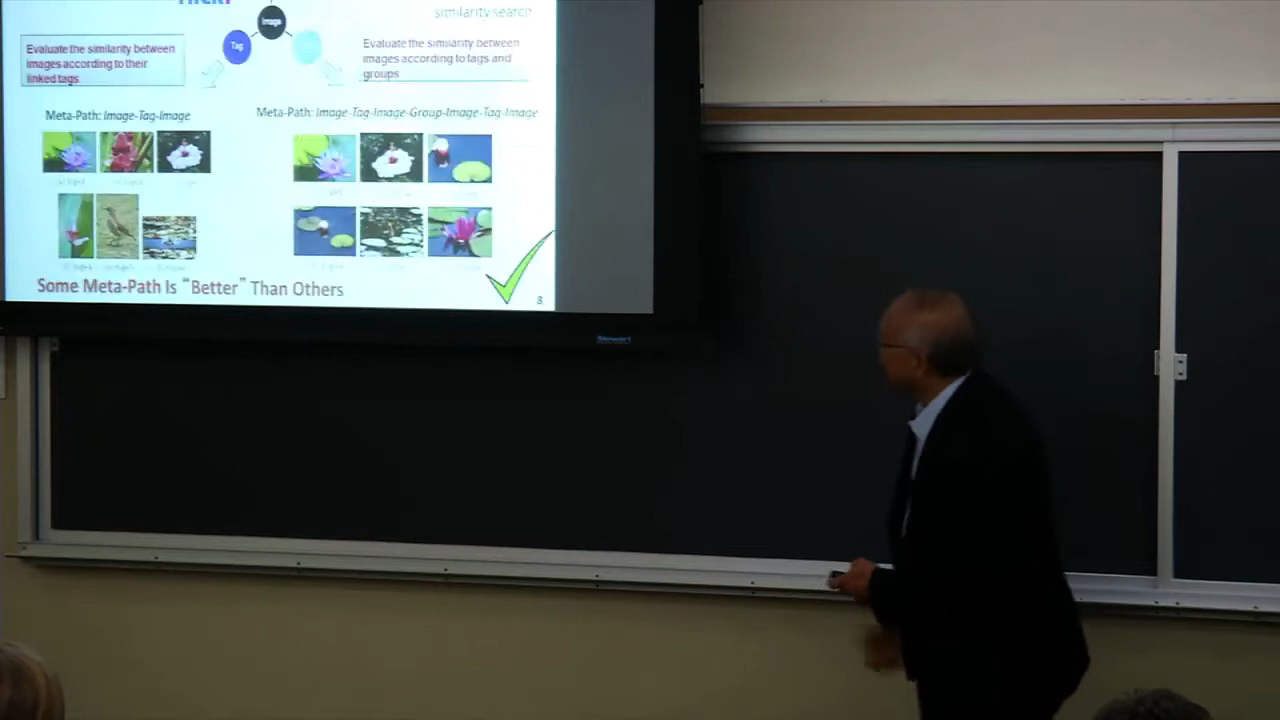 similarity search
Image
Tag
Evaluate the similarity between
images according to their
linked tags
Evaluate the similarity between
images according to tags and
groups
Meta-Path: Image-Tag-Image
Meta-Path: Image-Tag-Image-Group-Image-Tag-Image
Some Meta-Path Is “Better” Than Others
8
Stewart